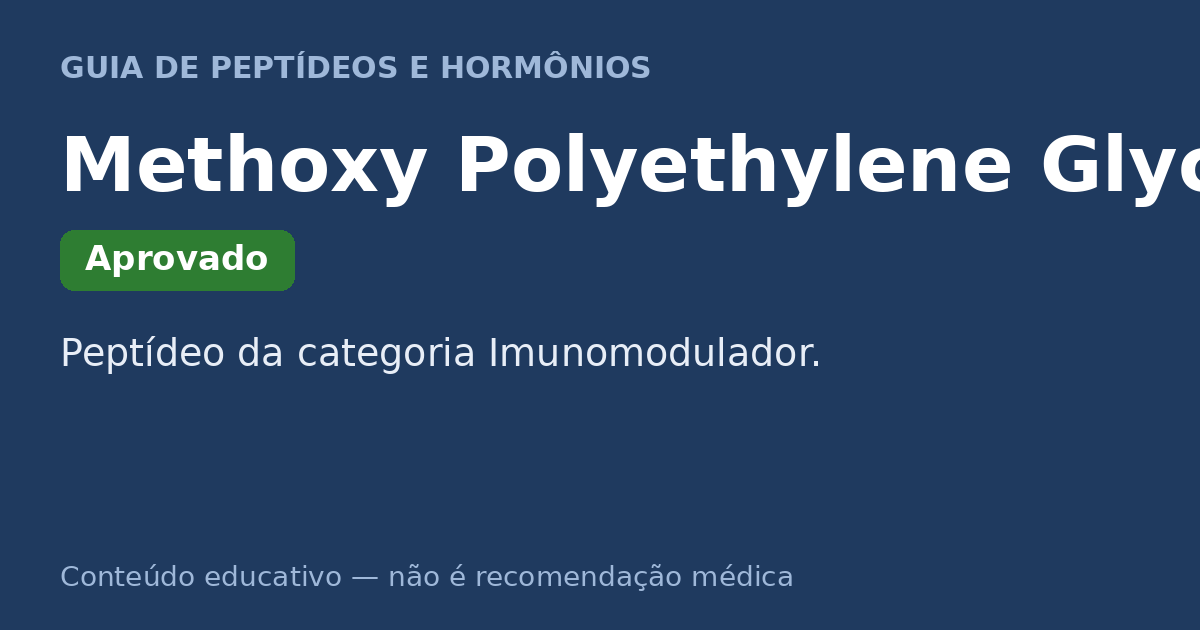 GUIA DE PEPTÍDEOS E HORMÔNIOS
Methoxy Polyethylene Glyc
Aprovado
Peptídeo da categoria Imunomodulador.
Conteúdo educativo — não é recomendação médica